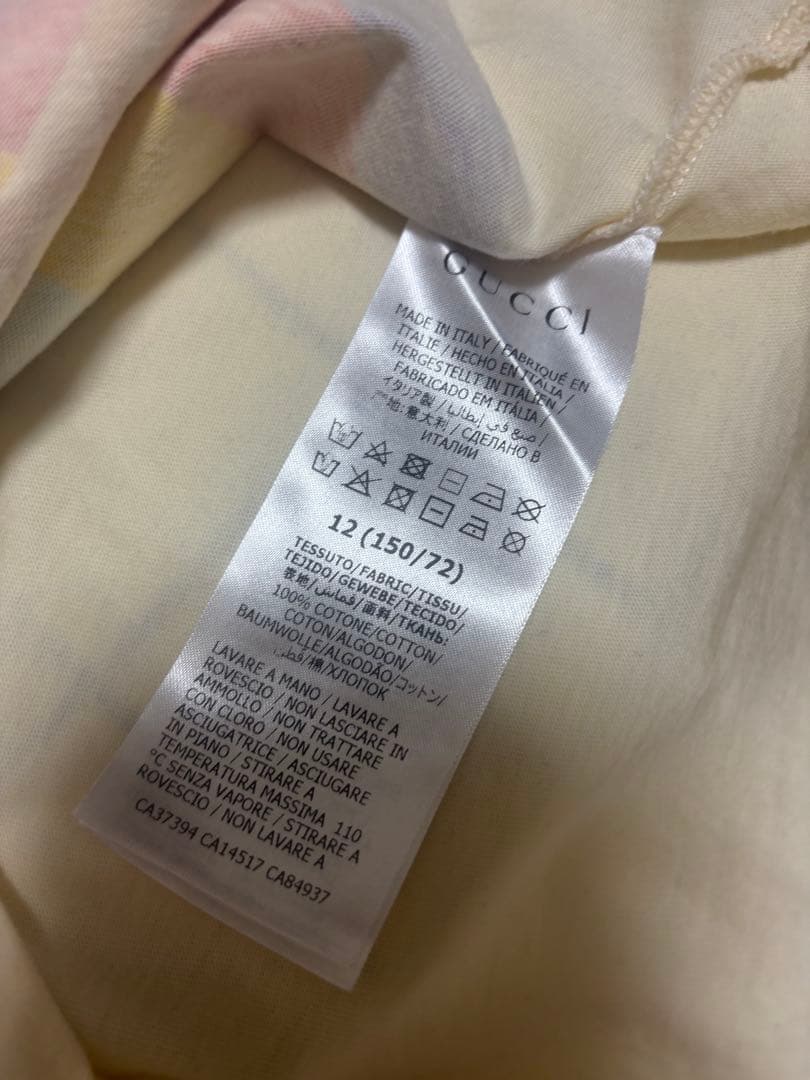 GUCCI
MADE IN ITALY / FABRIQUÉ EN
ITALIE / HECHO EN ITALIA /
HERGESTELLT IN ITALIEN /
FABRICADO EM ITÁLIA /
イタリア製 / صنع في إيطاليا /
产地:意大利 / СДЕЛАНО В
ИТАЛИИ
12 (150/72)
TESSUTO/FABRIC/TISSU/
TEJIDO/GEWEBE/TECIDO/
表地/قماش/面料/ТКАНЬ:
100% COTONE/COTTON/
COTON/ALGODON/
BAUMWOLLE/ALGODÃO/コットン/
قطن/棉/ХЛОПОК
LAVARE A MANO / LAVARE A
ROVESCIO / NON LASCIARE IN
AMMOLLO / NON TRATTARE
CON CLORO / NON USARE
ASCIUGATRICE / ASCIUGARE
IN PIANO / STIRARE A
TEMPERATURA MASSIMA 110
°C SENZA VAPORE / STIRARE A
ROVESCIO / NON LAVARE A
CA37394 CA14517 CA84937